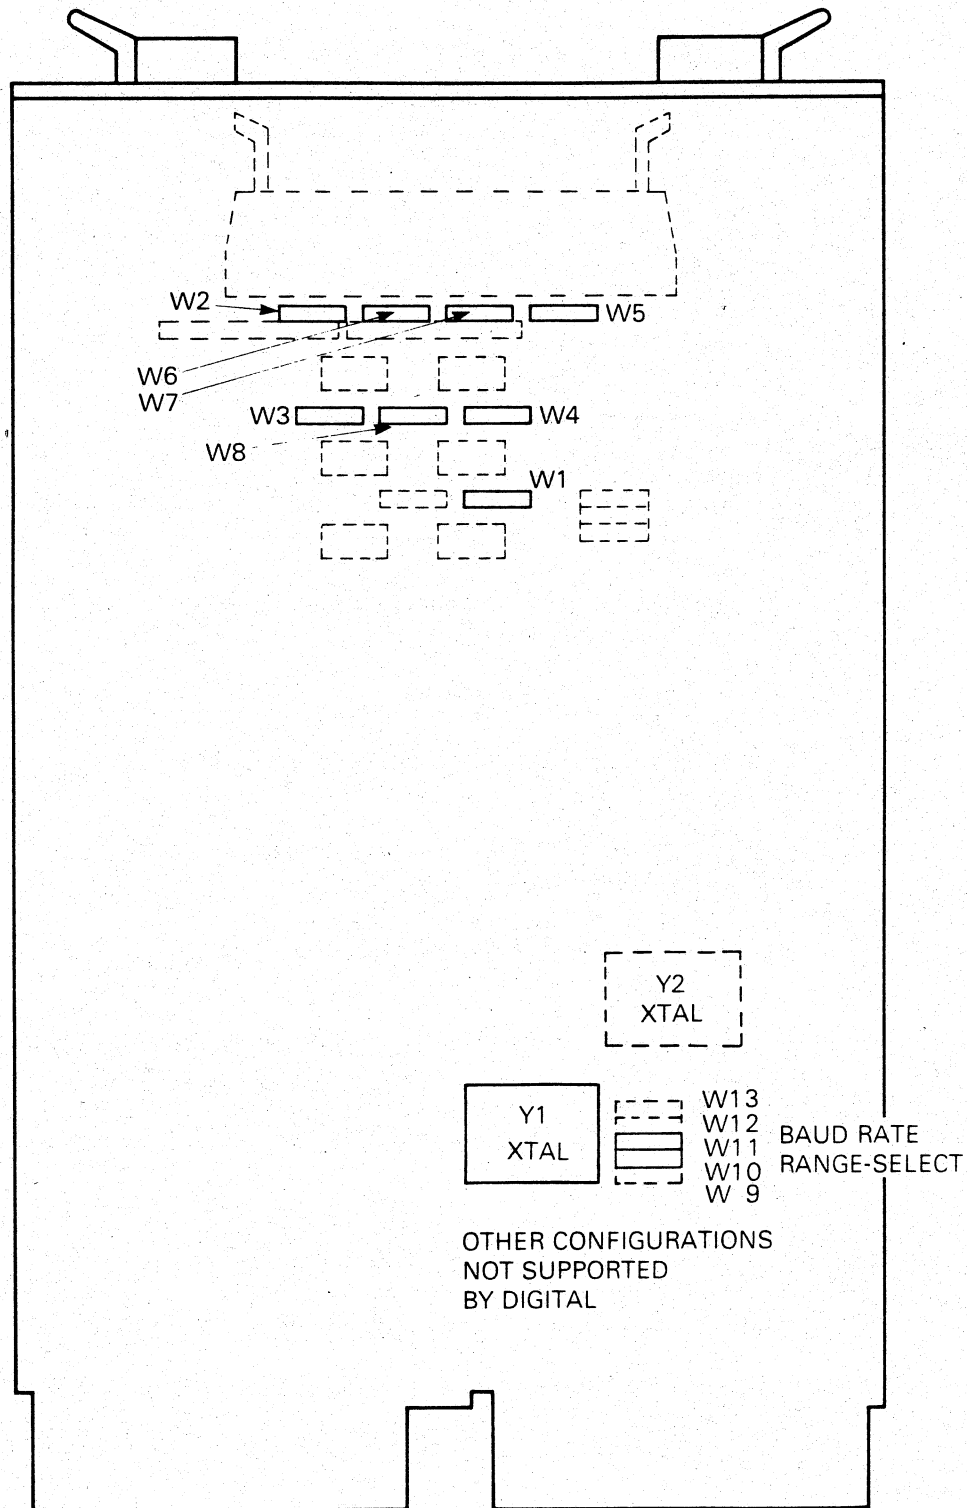 W2
W5
W6
W7
W3
W4
W8
W1
Y2
XTAL
Y1
XTAL
W13
W12
W11
W10
W 9
BAUD RATE
RANGE-SELECT
OTHER CONFIGURATIONS
NOT SUPPORTED
BY DIGITAL